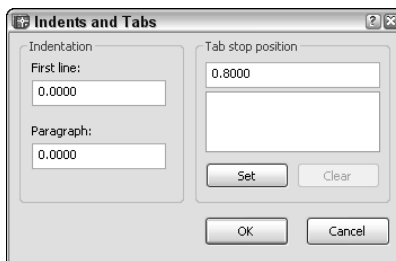 Indents and Tabs
Indentation
First line:
0.0000
Paragraph:
0.0000
Tab stop position
0.8000
Set
Clear
OK
Cancel